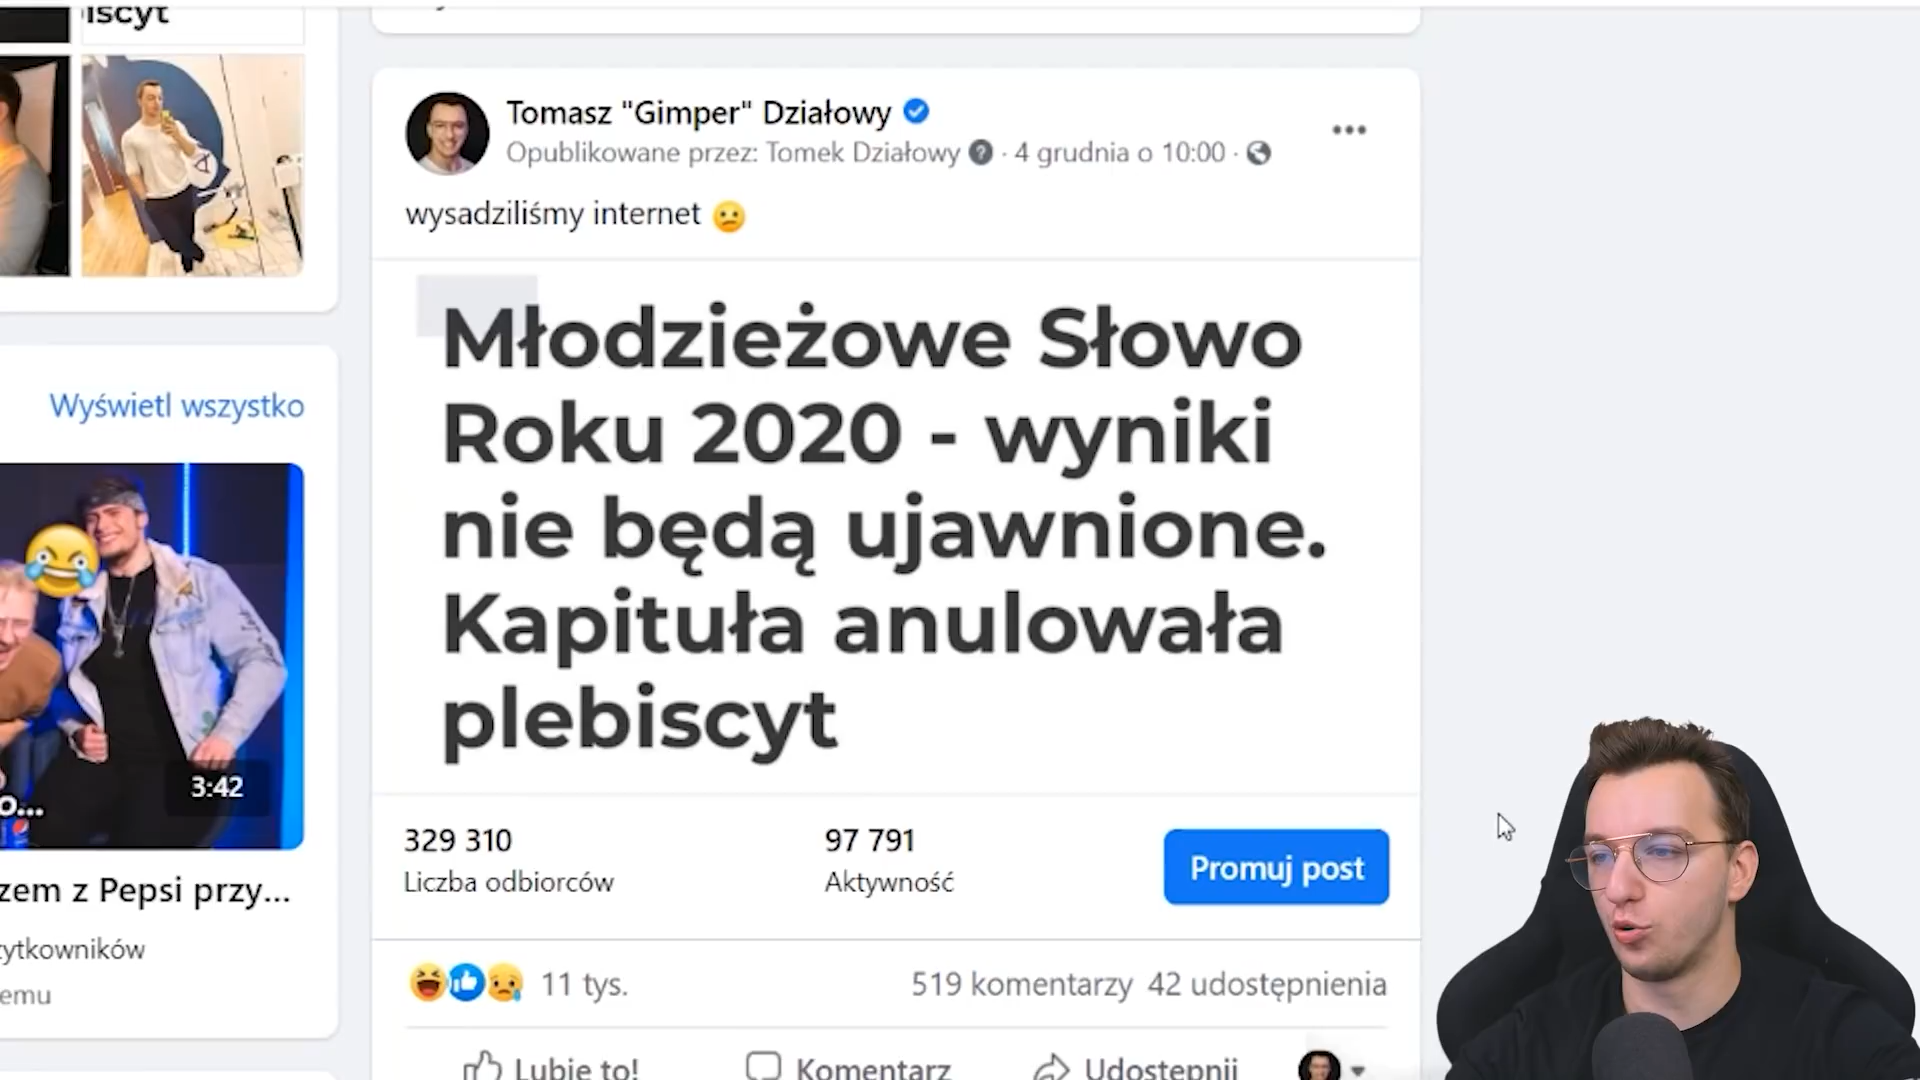 Tomasz "Gimper" Działowy
Opublikowane przez: Tomek Działowy · 4 grudnia o 10:00 ·
wysadziliśmy internet
Młodzieżowe Słowo
Roku 2020 - wyniki
nie będą ujawnione.
Kapituła anulowała
plebiscyt
329 310
Liczba odbiorców
97 791
Aktywność
Promuj post
11 tys.
519 komentarzy 42 udostępnienia
Lubię to!
Komentarz
Udostępnij
Wyświetl wszystko
3:42
o...
zem z Pepsi przy...
ytkowników
emu